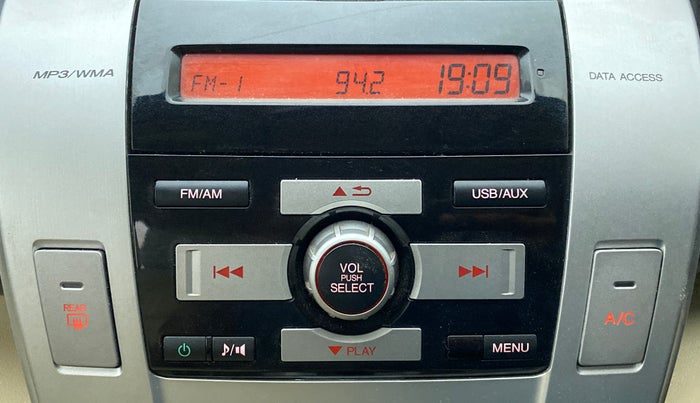 MP3/WMA
FM-1 94.2 19:09
DATA ACCESS
FM/AM
USB/AUX
VOL
PUSH
SELECT
REAR
A/C
PLAY
MENU